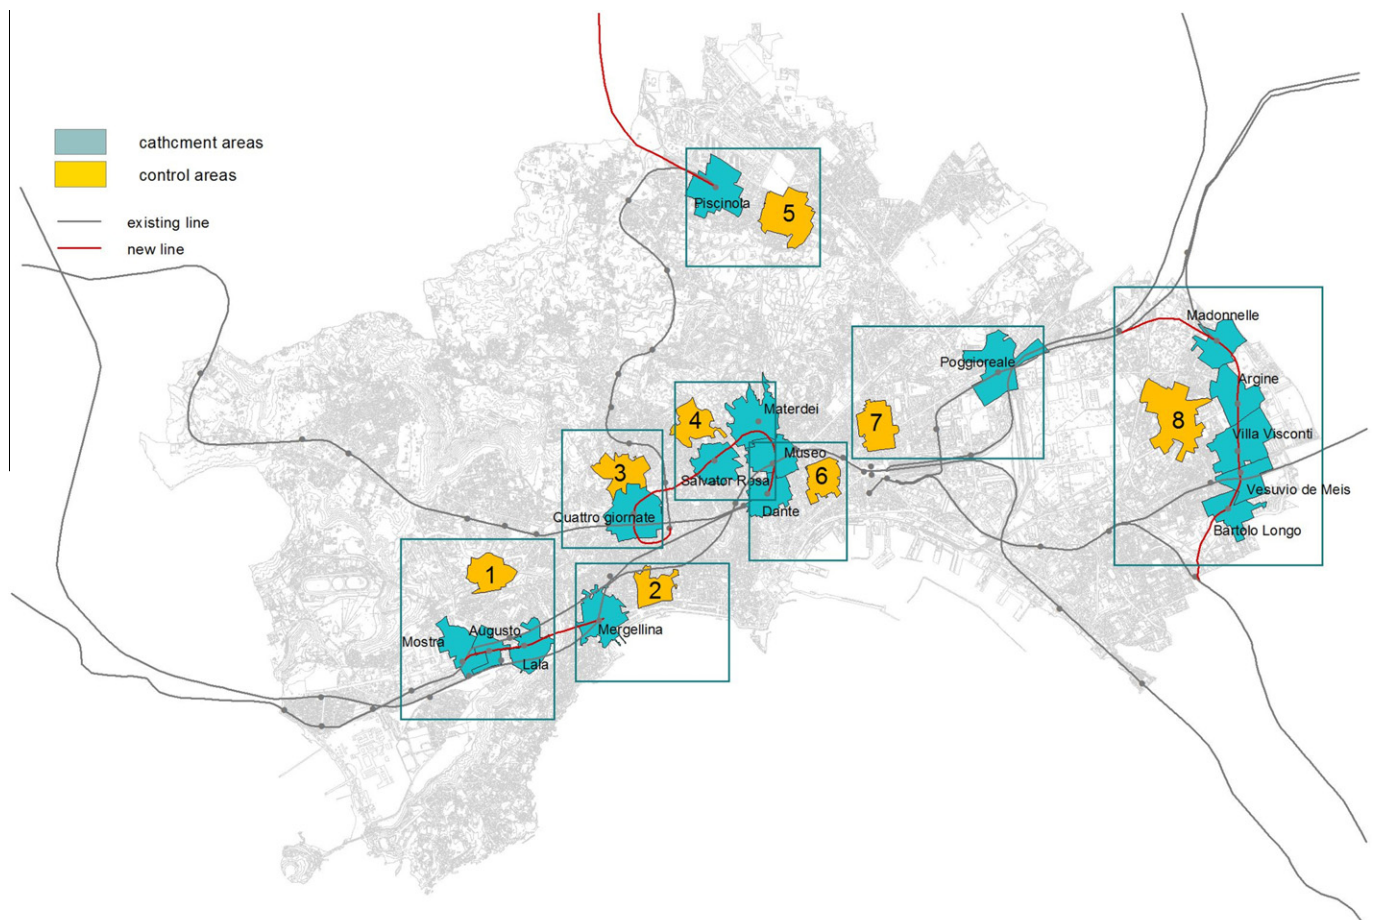 cathcment areas
control areas
existing line
new line
Piscinola
5
Madonnelle
Poggioreale
Argine
Materdei
4
7
8
Villa Visconti
Museo
3
Salvator Rosa
6
Vesuvio de Meis
Quattro giornate
Dante
Bartolo Longo
1
2
Mostra
Augusto
Mergellina
Lala